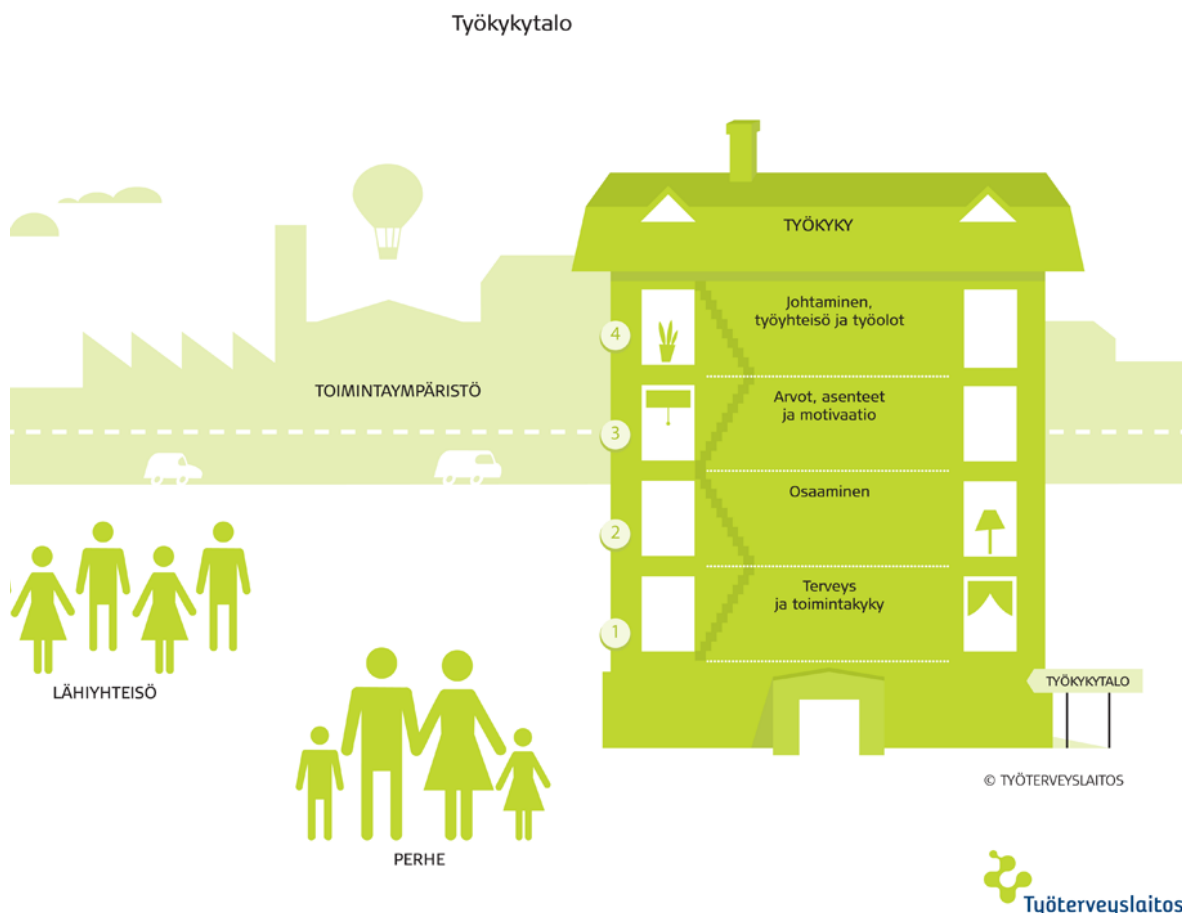 Työkykytalo
TYÖKYKY
Johtaminen,
työyhteisö ja työolot
4
TOIMINTAYMPÄRISTÖ
Arvot, asenteet
ja motivaatio
3
Osaaminen
2
Terveys
ja toimintakyky
1
LÄHIYHTEISÖ
TYÖKYKYTALO
PERHE
© TYÖTERVEYSLAITOS
Työterveyslaitos